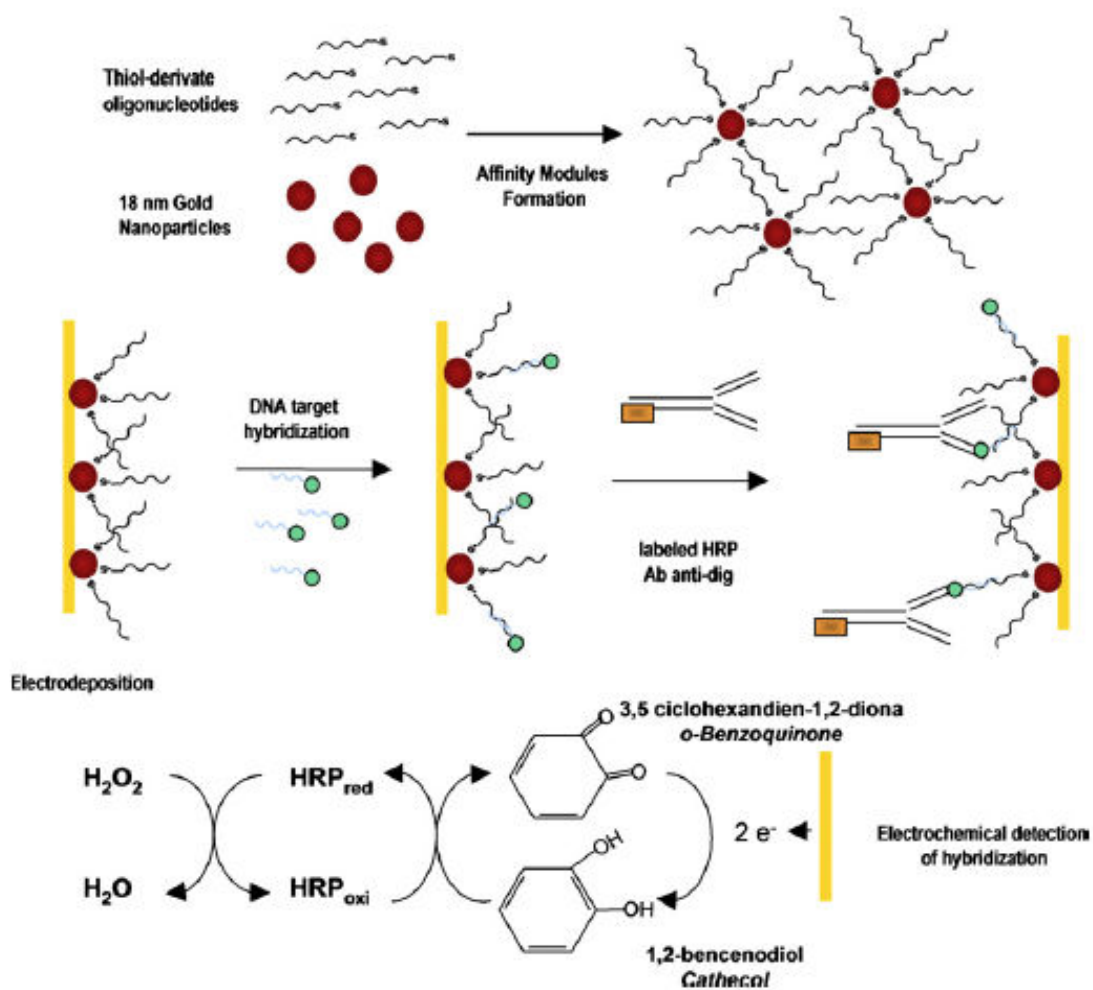 Thiol-derivate
oligonucleotides
18 nm Gold
Nanoparticles
Affinity Modules
Formation
DNA target
hybridization
labeled HRP
Ab anti-dig
Electrodeposition
3,5 ciclohexandien-1,2-diona
o-Benzoquinone
H2O2
HRPred
O
O
2 e-
Electrochemical detection
of hybridization
H2O
HRPoxi
OH
OH
1,2-bencenodiol
Cathecol